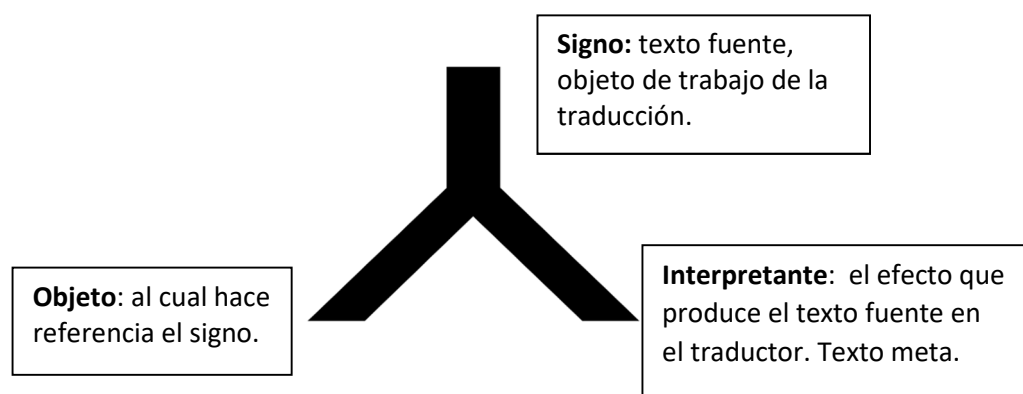 Signo: texto fuente,
objeto de trabajo de la
traducción.
Objeto: al cual hace
referencia el signo.
Interpretante: el efecto que
produce el texto fuente en
el traductor. Texto meta.